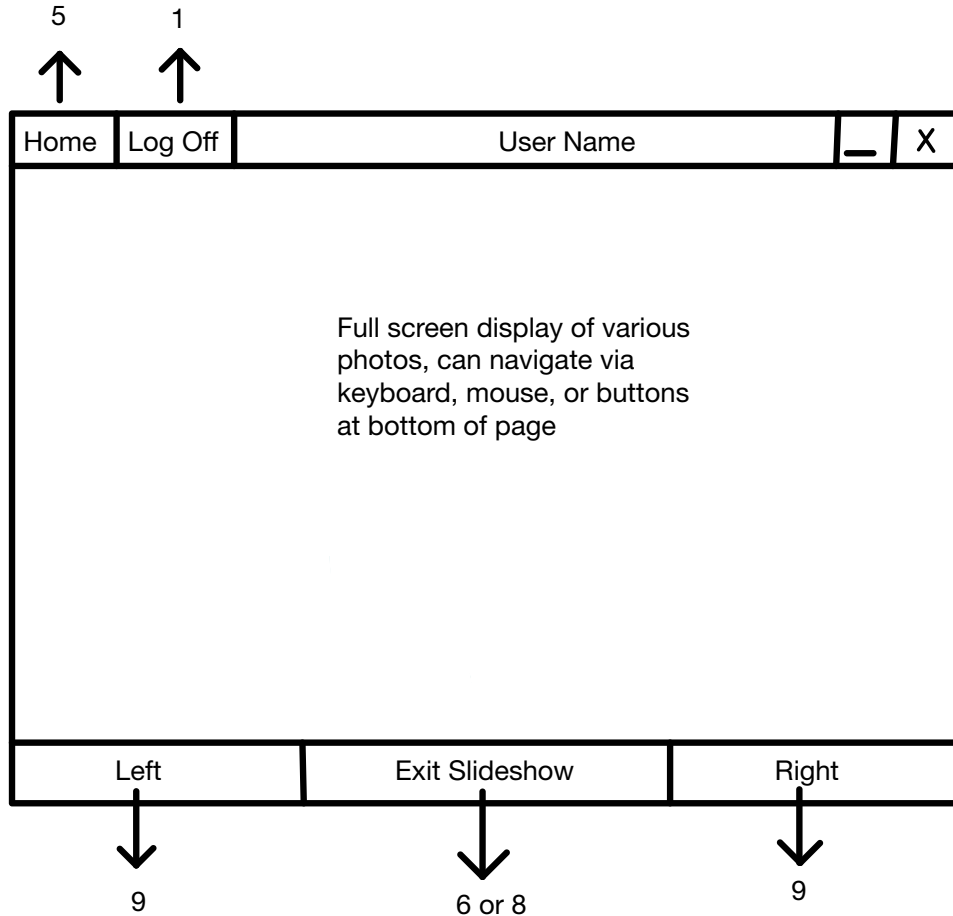 5 1
Home Log Off User Name _ X
Full screen display of various
photos, can navigate via
keyboard, mouse, or buttons
at bottom of page
Left Exit Slideshow Right
9 6 or 8 9